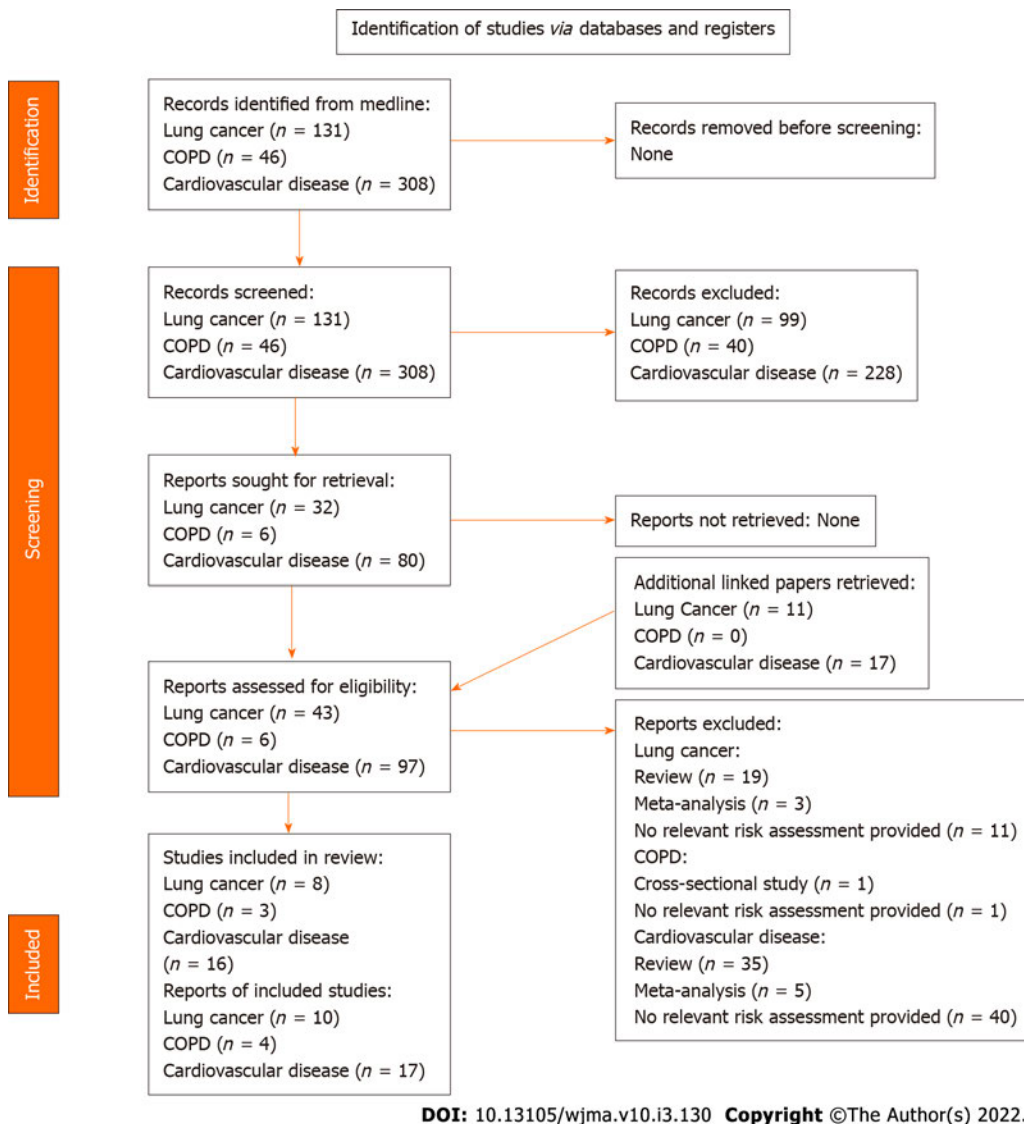 Identification of studies via databases and registers
Identification
Records identified from medline:
Lung cancer (n = 131)
COPD (n = 46)
Cardiovascular disease (n = 308)
Records removed before screening:
None
Screening
Records screened:
Lung cancer (n = 131)
COPD (n = 46)
Cardiovascular disease (n = 308)
Records excluded:
Lung cancer (n = 99)
COPD (n = 40)
Cardiovascular disease (n = 228)
Reports sought for retrieval:
Lung cancer (n = 32)
COPD (n = 6)
Cardiovascular disease (n = 80)
Reports not retrieved: None
Additional linked papers retrieved:
Lung Cancer (n = 11)
COPD (n = 0)
Cardiovascular disease (n = 17)
Reports assessed for eligibility:
Lung cancer (n = 43)
COPD (n = 6)
Cardiovascular disease (n = 97)
Reports excluded:
Lung cancer:
Review (n = 19)
Meta-analysis (n = 3)
No relevant risk assessment provided (n = 11)
COPD:
Cross-sectional study (n = 1)
No relevant risk assessment provided (n = 1)
Cardiovascular disease:
Review (n = 35)
Meta-analysis (n = 5)
No relevant risk assessment provided (n = 40)
Included
Studies included in review:
Lung cancer (n = 8)
COPD (n = 3)
Cardiovascular disease
(n = 16)
Reports of included studies:
Lung cancer (n = 10)
COPD (n = 4)
Cardiovascular disease (n = 17)
DOI: 10.13105/wjma.v10.i3.130 Copyright ©The Author(s) 2022.